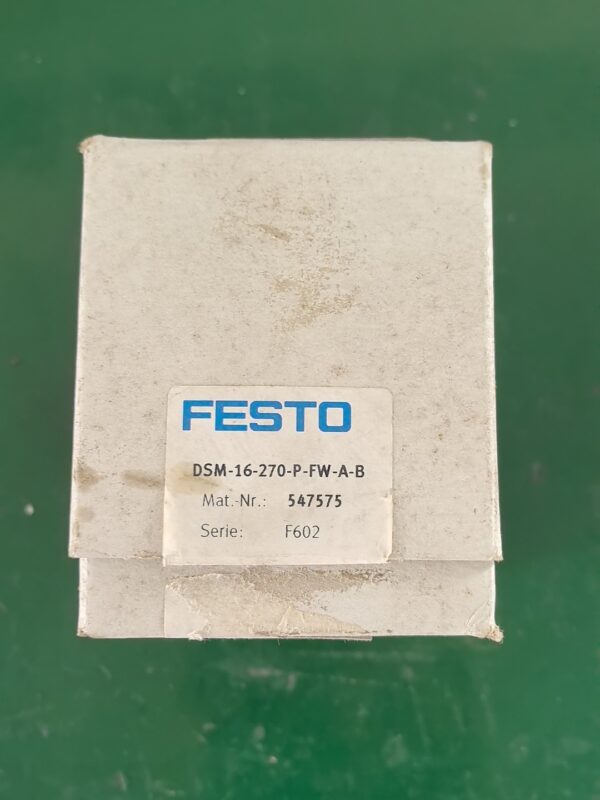 FESTO
DSM-16-270-P-FW-A-B
Mat.-Nr.: 547575
Serie: F602